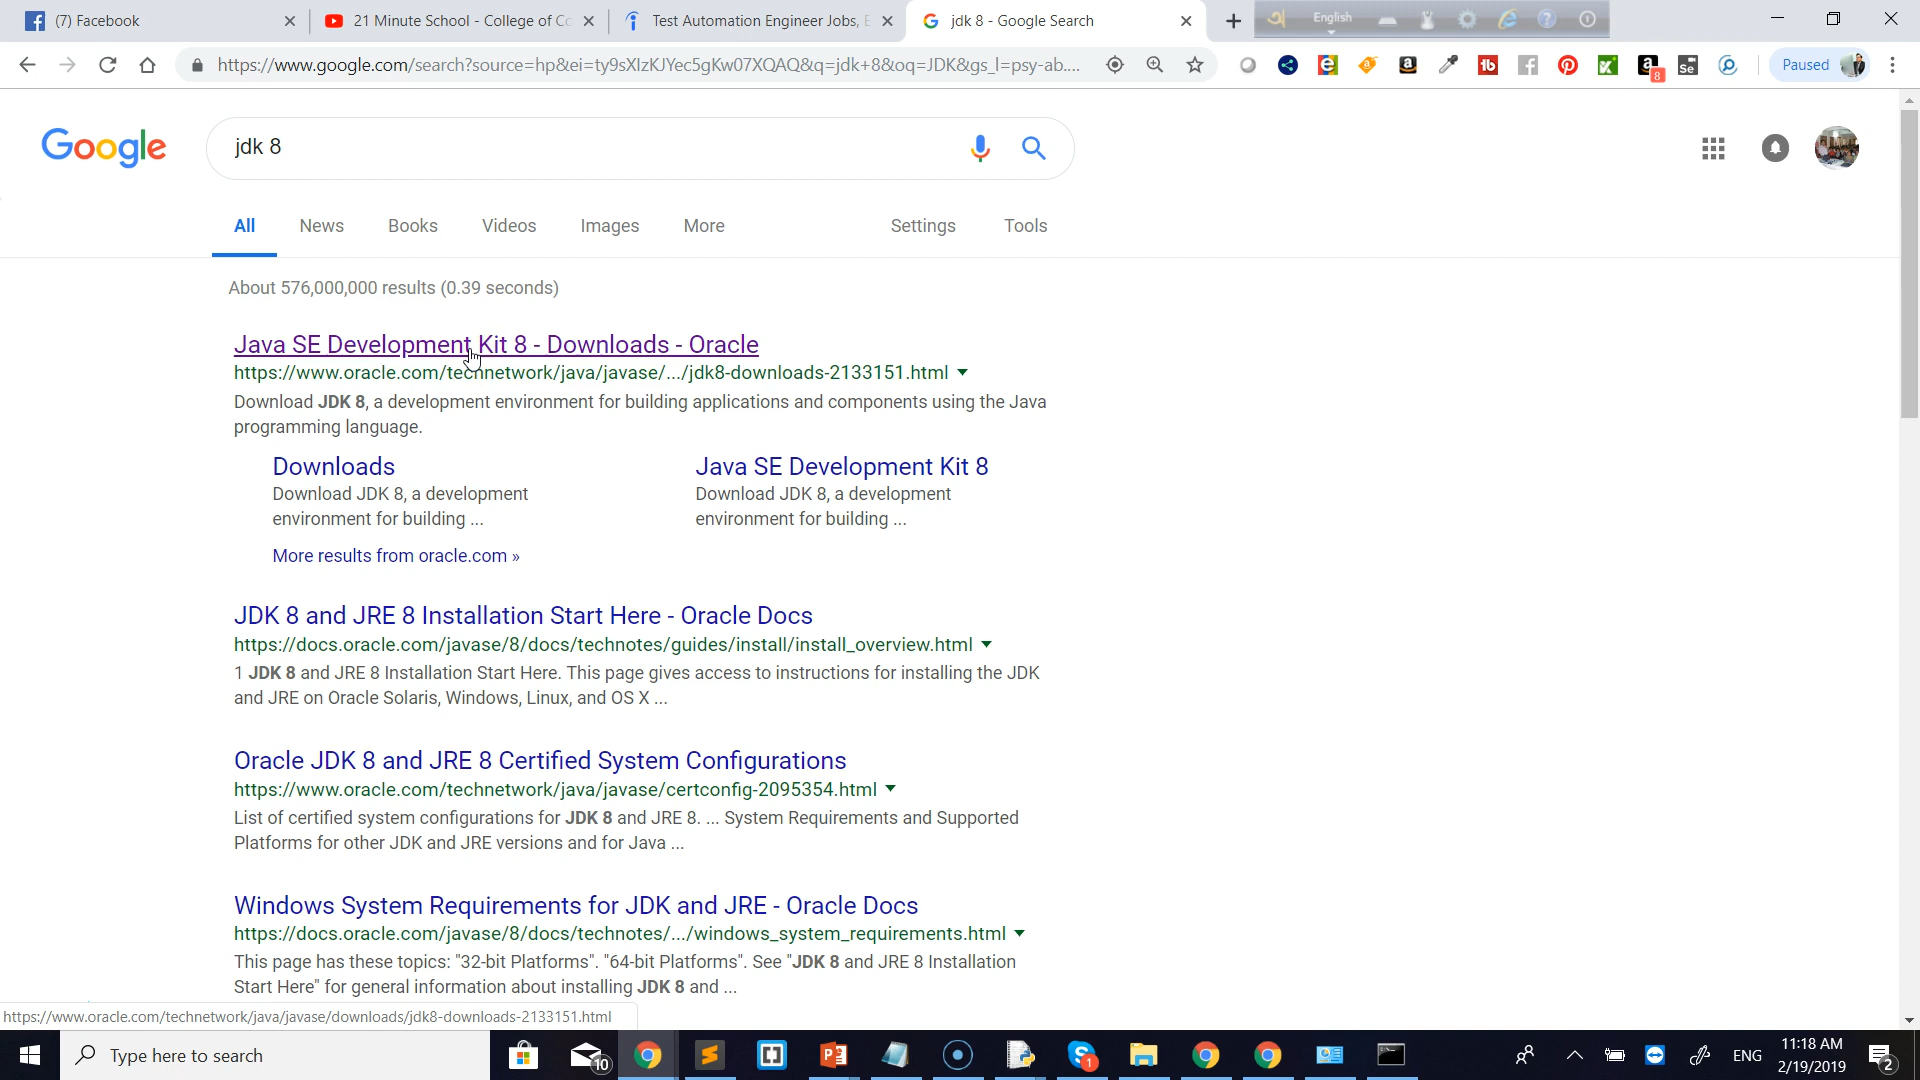 (7) Facebook
21 Minute School - College of Cc
Test Automation Engineer Jobs, E
jdk 8 - Google Search
English
https://www.google.com/search?source=hp&ei=ty9sXIzKJYec5gKw07XQAQ&q=jdk+8&oq=JDK&gs_l=psy-ab....
8
Se
Paused
Google
jdk 8
All
News
Books
Videos
Images
More
Settings
Tools
About 576,000,000 results (0.39 seconds)
Java SE Development Kit 8 - Downloads - Oracle
https://www.oracle.com/technetwork/java/javase/.../jdk8-downloads-2133151.html
Download JDK 8, a development environment for building applications and components using the Java
programming language.
Downloads
Download JDK 8, a development
environment for building ...
Java SE Development Kit 8
Download JDK 8, a development
environment for building ...
More results from oracle.com »
JDK 8 and JRE 8 Installation Start Here - Oracle Docs
https://docs.oracle.com/javase/8/docs/technotes/guides/install/install_overview.html
1 JDK 8 and JRE 8 Installation Start Here. This page gives access to instructions for installing the JDK
and JRE on Oracle Solaris, Windows, Linux, and OS X ...
Oracle JDK 8 and JRE 8 Certified System Configurations
https://www.oracle.com/technetwork/java/javase/certconfig-2095354.html
List of certified system configurations for JDK 8 and JRE 8. ... System Requirements and Supported
Platforms for other JDK and JRE versions and for Java ...
Windows System Requirements for JDK and JRE - Oracle Docs
https://docs.oracle.com/javase/8/docs/technotes/.../windows_system_requirements.html
This page has these topics: "32-bit Platforms". "64-bit Platforms". See "JDK 8 and JRE 8 Installation
Start Here" for general information about installing JDK 8 and ...
https://www.oracle.com/technetwork/java/javase/downloads/jdk8-downloads-2133151.html
Type here to search
10
1
ENG
11:18 AM
2/19/2019
2